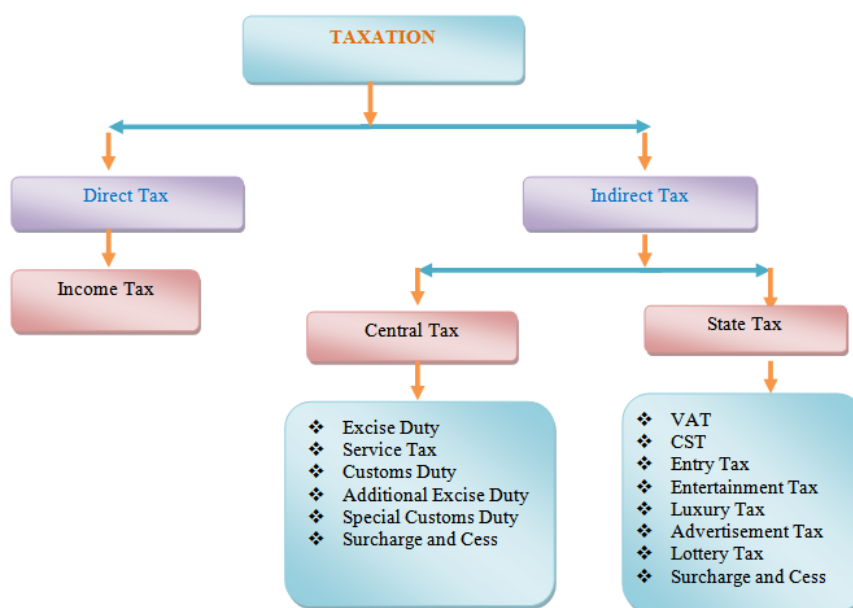 TAXATION
Direct Tax
Indirect Tax
Income Tax
Central Tax
State Tax
❖ Excise Duty
❖ Service Tax
❖ Customs Duty
❖ Additional Excise Duty
❖ Special Customs Duty
❖ Surcharge and Cess
❖ VAT
❖ CST
❖ Entry Tax
❖ Entertainment Tax
❖ Luxury Tax
❖ Advertisement Tax
❖ Lottery Tax
❖ Surcharge and Cess